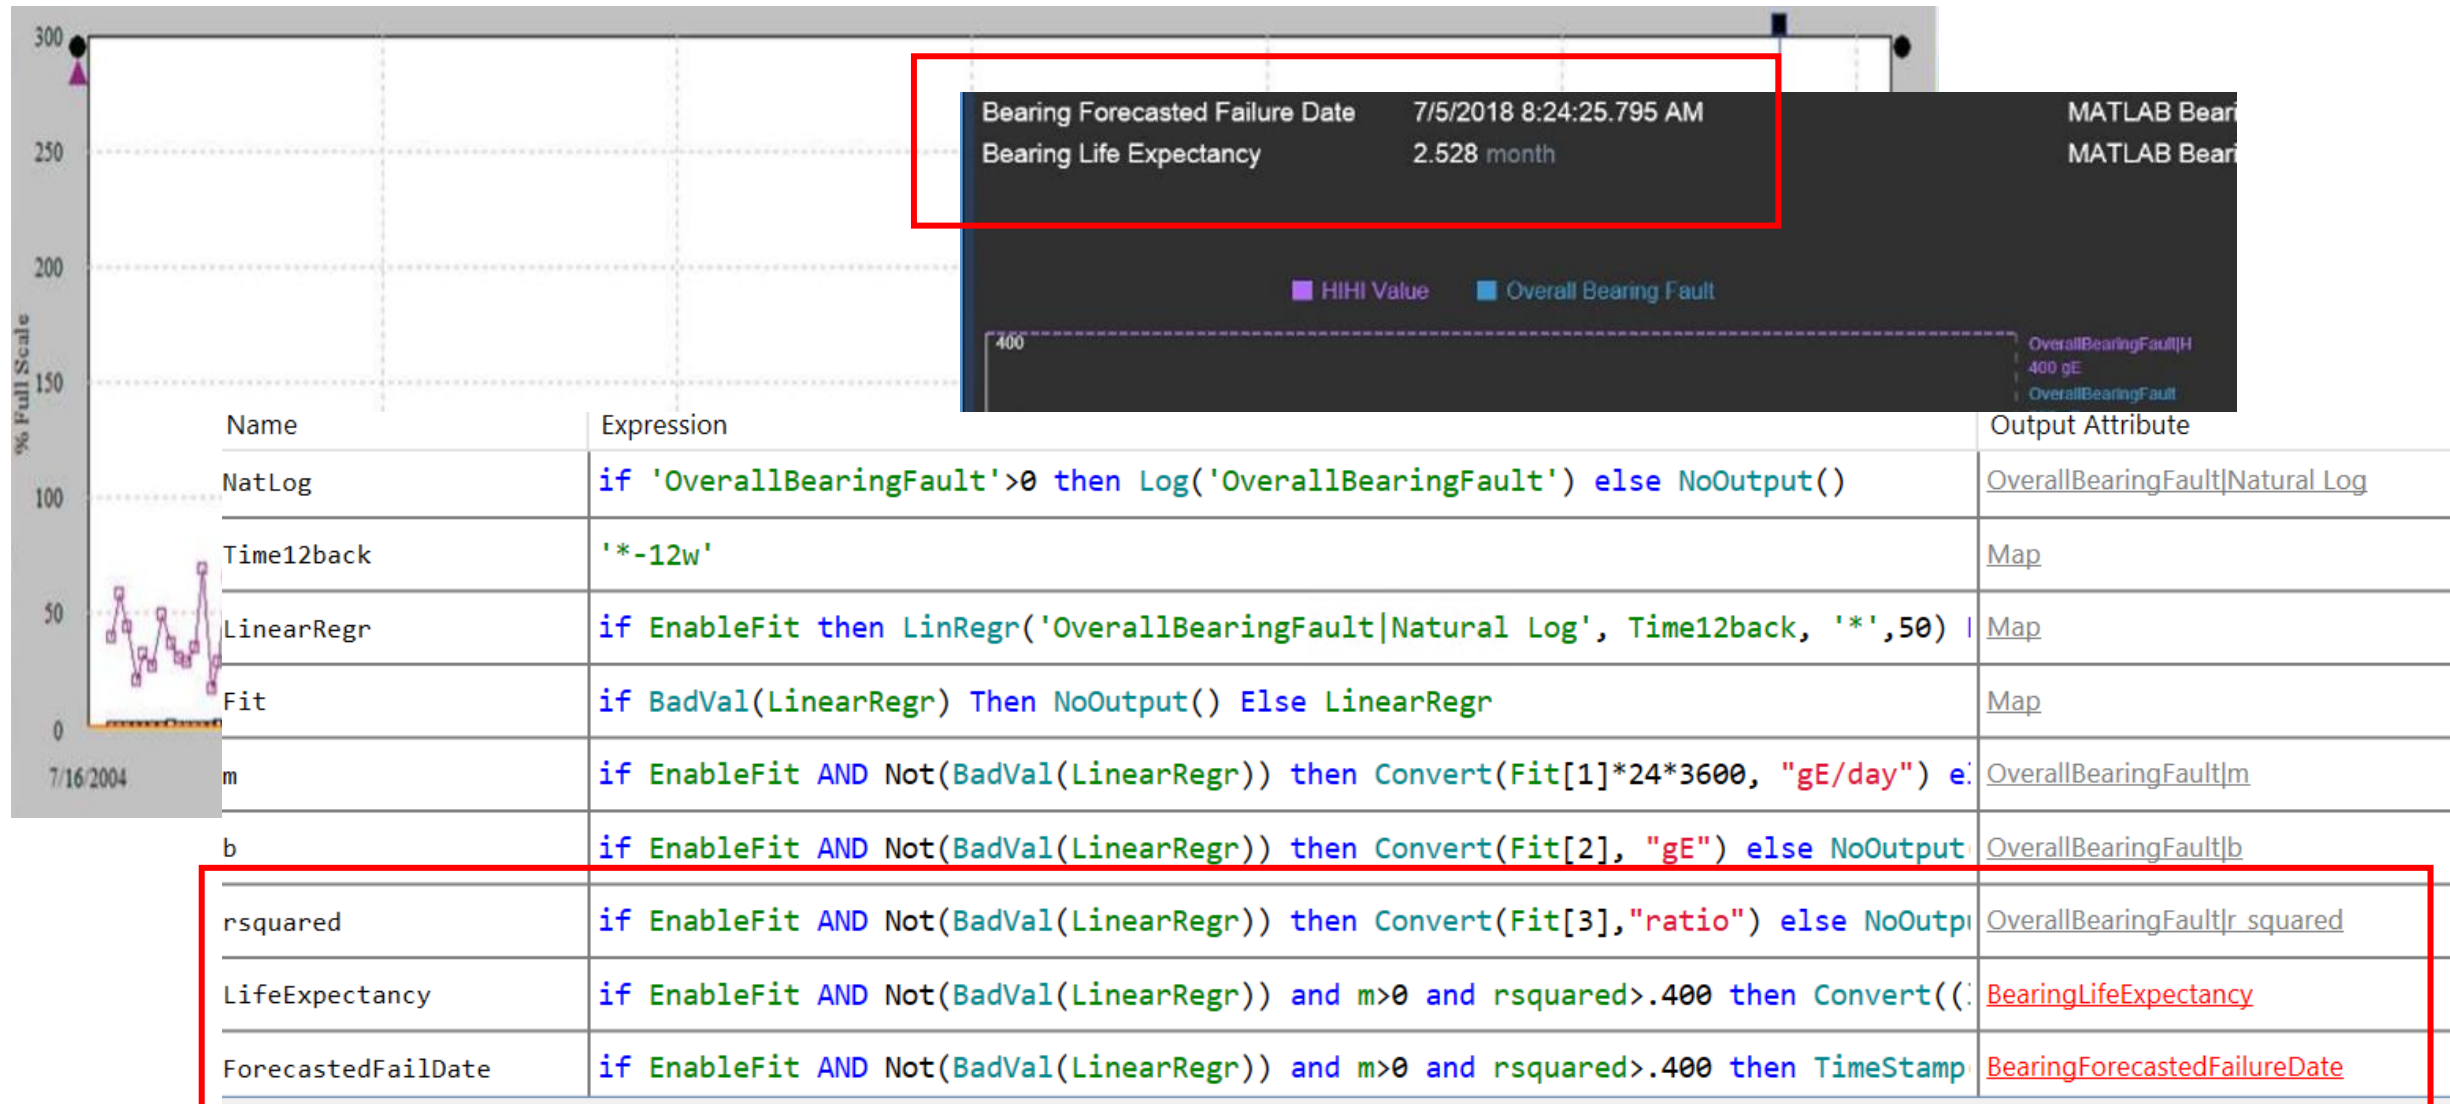 300
250
200
150
100
50
0
% Full Scale
7/16/2004
Bearing Forecasted Failure Date 7/5/2018 8:24:25.795 AM MATLAB Beari
Bearing Life Expectancy 2.528 month MATLAB Beari
HIHI Value Overall Bearing Fault
400
OverallBearingFault|H
400 gE
OverallBearingFault
Name Expression Output Attribute
NatLog if 'OverallBearingFault'>0 then Log('OverallBearingFault') else NoOutput() OverallBearingFault|Natural Log
Time12back '*-12w' Map
LinearRegr if EnableFit then LinRegr('OverallBearingFault|Natural Log', Time12back, '*',50) Map
Fit if BadVal(LinearRegr) Then NoOutput() Else LinearRegr Map
m if EnableFit AND Not(BadVal(LinearRegr)) then Convert(Fit[1]*24*3600, "gE/day") el OverallBearingFault|m
b if EnableFit AND Not(BadVal(LinearRegr)) then Convert(Fit[2], "gE") else NoOutput OverallBearingFault|b
rsquared if EnableFit AND Not(BadVal(LinearRegr)) then Convert(Fit[3],"ratio") else NoOutpu OverallBearingFault|r squared
LifeExpectancy if EnableFit AND Not(BadVal(LinearRegr)) and m>0 and rsquared>.400 then Convert(( BearingLifeExpectancy
ForecastedFailDate if EnableFit AND Not(BadVal(LinearRegr)) and m>0 and rsquared>.400 then TimeStamp BearingForecastedFailureDate